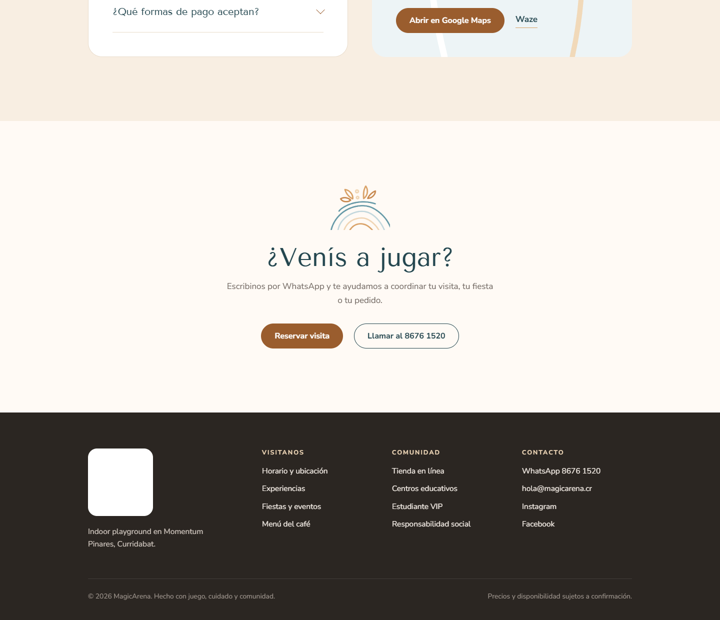 ¿Qué formas de pago aceptan?
Abrir en Google Maps
Waze
¿Venís a jugar?
Escribinos por WhatsApp y te ayudamos a coordinar tu visita, tu fiesta
o tu pedido.
Reservar visita
Llamar al 8676 1520
VISITANOS
Horario y ubicación
Experiencias
Fiestas y eventos
Menú del café
COMUNIDAD
Tienda en línea
Centros educativos
Estudiante VIP
Responsabilidad social
CONTACTO
WhatsApp 8676 1520
hola@magicarena.cr
Instagram
Facebook
Indoor playground en Momentum
Pinares, Curridabat.
© 2026 MagicArena. Hecho con juego, cuidado y comunidad.
Precios y disponibilidad sujetos a confirmación.